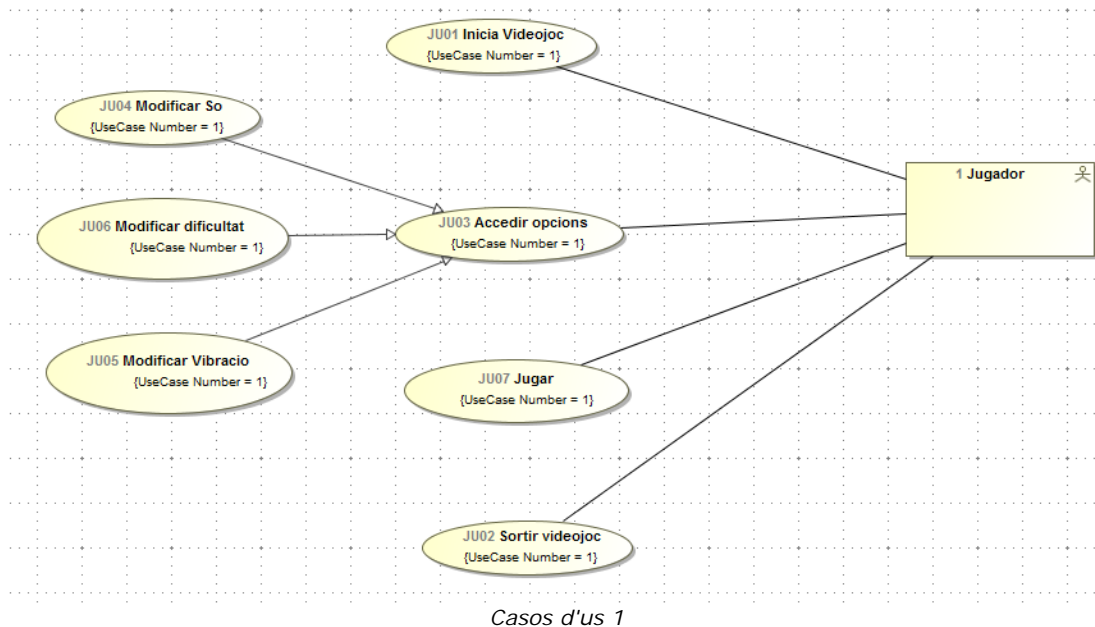 JU01 Inicia Videojoc
{UseCase Number = 1}
JU04 Modificar So
{UseCase Number = 1}
1 Jugador
JU06 Modificar dificultat
{UseCase Number = 1}
JU03 Accedir opcions
{UseCase Number = 1}
JU05 Modificar Vibracio
{UseCase Number = 1}
JU07 Jugar
{UseCase Number = 1}
JU02 Sortir videojoc
{UseCase Number = 1}
Casos d'us 1